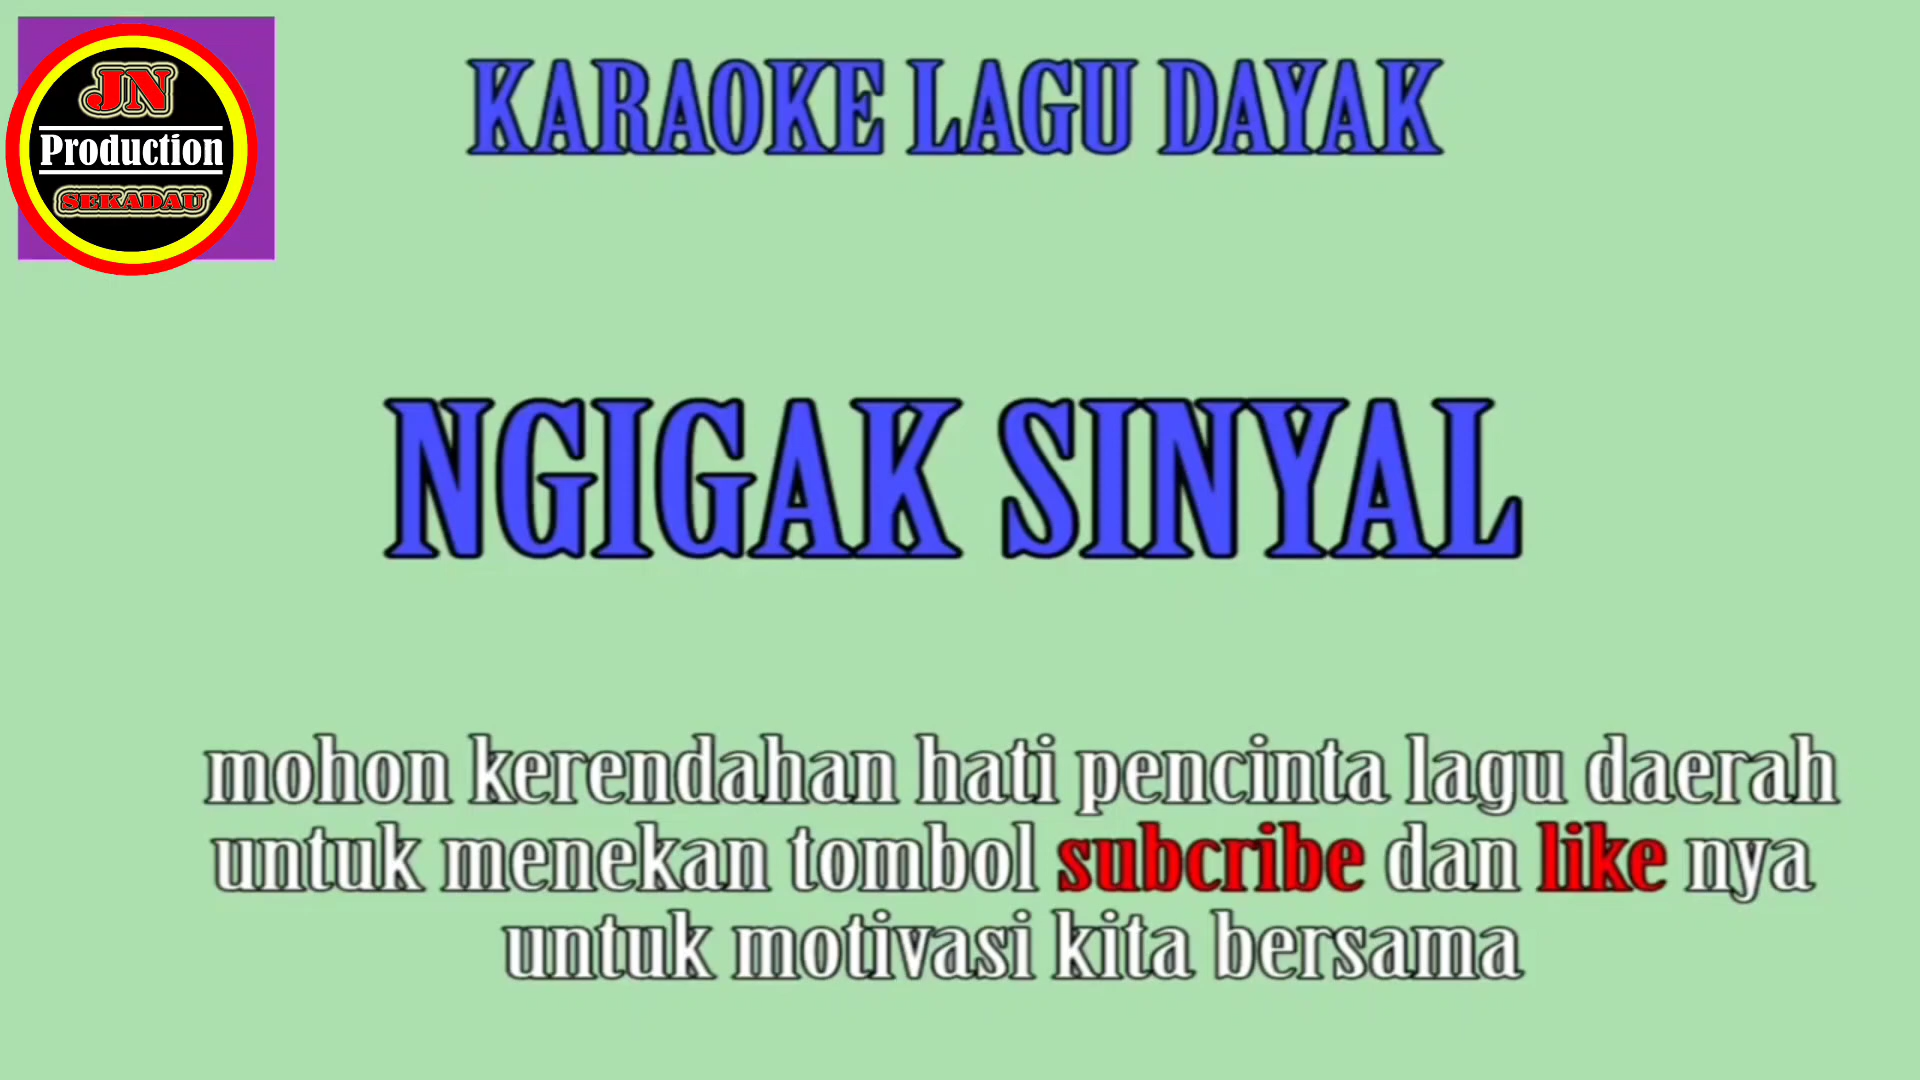 JN
Production
SEKADAU
KARAOKE LAGU DAYAK
NGIGAK SINYAL
mohon kerendahan hati pencinta lagu daerah
untuk menekan tombol subcribe dan like nya
untuk motivasi kita bersama